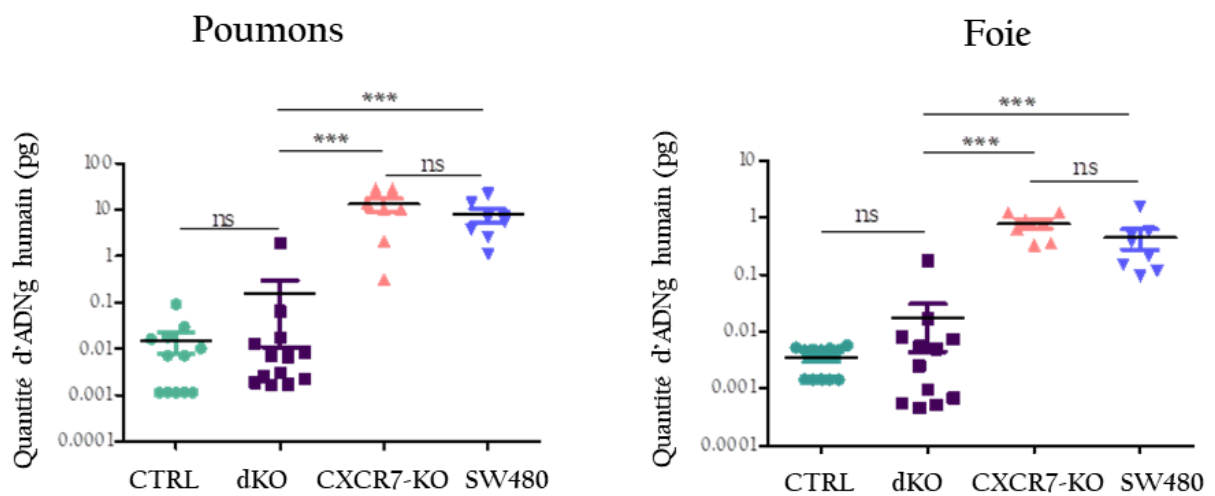 Poumons
Quantité d'ADNg humain (pg)
***
***
ns
ns
100
10
1
0.1
0.01
0.001
0.0001
CTRL dKO CXCR7-KO SW480
Foie
Quantité d'ADNg humain (pg)
***
***
ns
ns
10
1
0.1
0.01
0.001
0.0001
CTRL dKO CXCR7-KO SW480